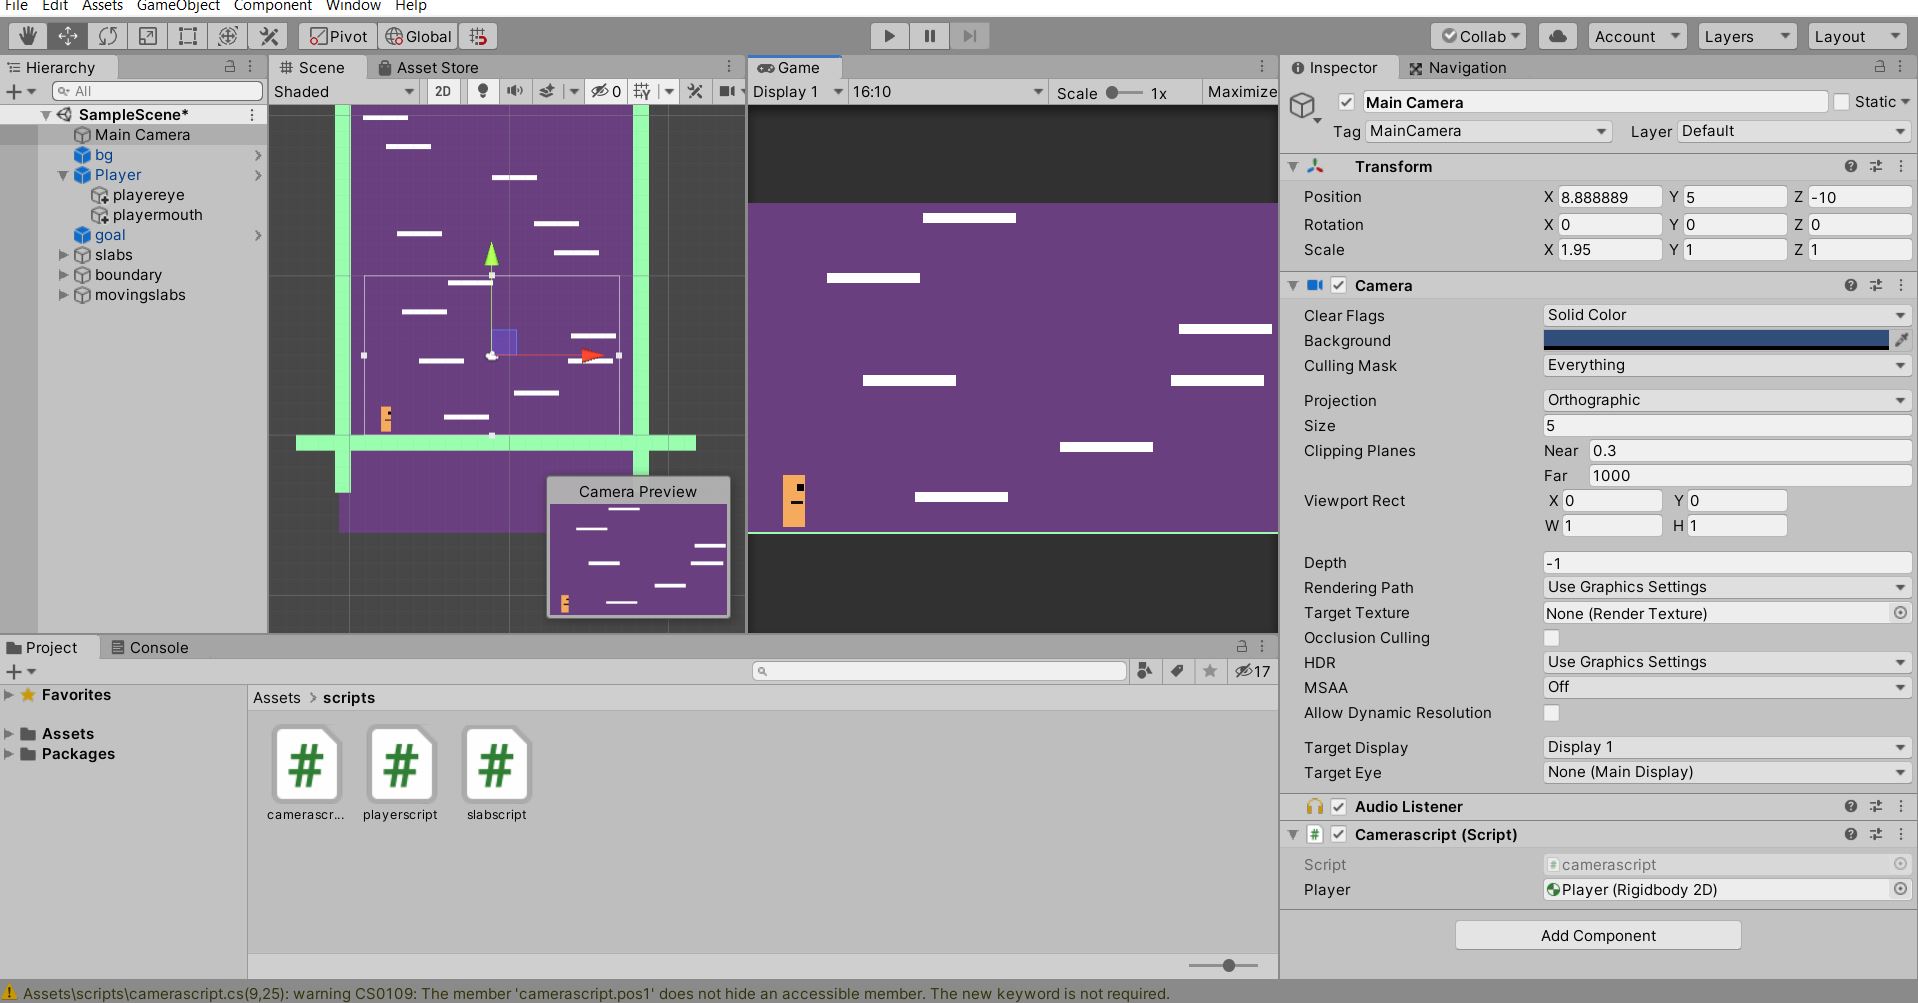 File Edit Assets GameObject Component Window Help
Pivot Global Collab Account Layers Layout
Hierarchy
All
SampleScene*
Main Camera
bg
Player
playereye
playermouth
goal
slabs
boundary
movingslabs
Scene Asset Store
Shaded 2D 0
Camera Preview
Game
Display 1 16:10 Scale 1x Maximize
Inspector Navigation
Main Camera Static
Tag MainCamera Layer Default
Transform
Position X 8.888889 Y 5 Z -10
Rotation X 0 Y 0 Z 0
Scale X 1.95 Y 1 Z 1
Camera
Clear Flags Solid Color
Background
Culling Mask Everything
Projection Orthographic
Size 5
Clipping Planes Near 0.3
Far 1000
Viewport Rect X 0 Y 0
W 1 H 1
Depth -1
Rendering Path Use Graphics Settings
Target Texture None (Render Texture)
Occlusion Culling
HDR Use Graphics Settings
MSAA Off
Allow Dynamic Resolution
Target Display Display 1
Target Eye None (Main Display)
Audio Listener
# Camerascript (Script)
Script # camerascript
Player Player (Rigidbody 2D)
Add Component
Project Console
17
Favorites
Assets
Packages
Assets > scripts
# # #
camerascr... playerscript slabscript
Assets\scripts\camerascript.cs(9,25): warning CS0109: The member 'camerascript.pos1' does not hide an accessible member. The new keyword is not required.